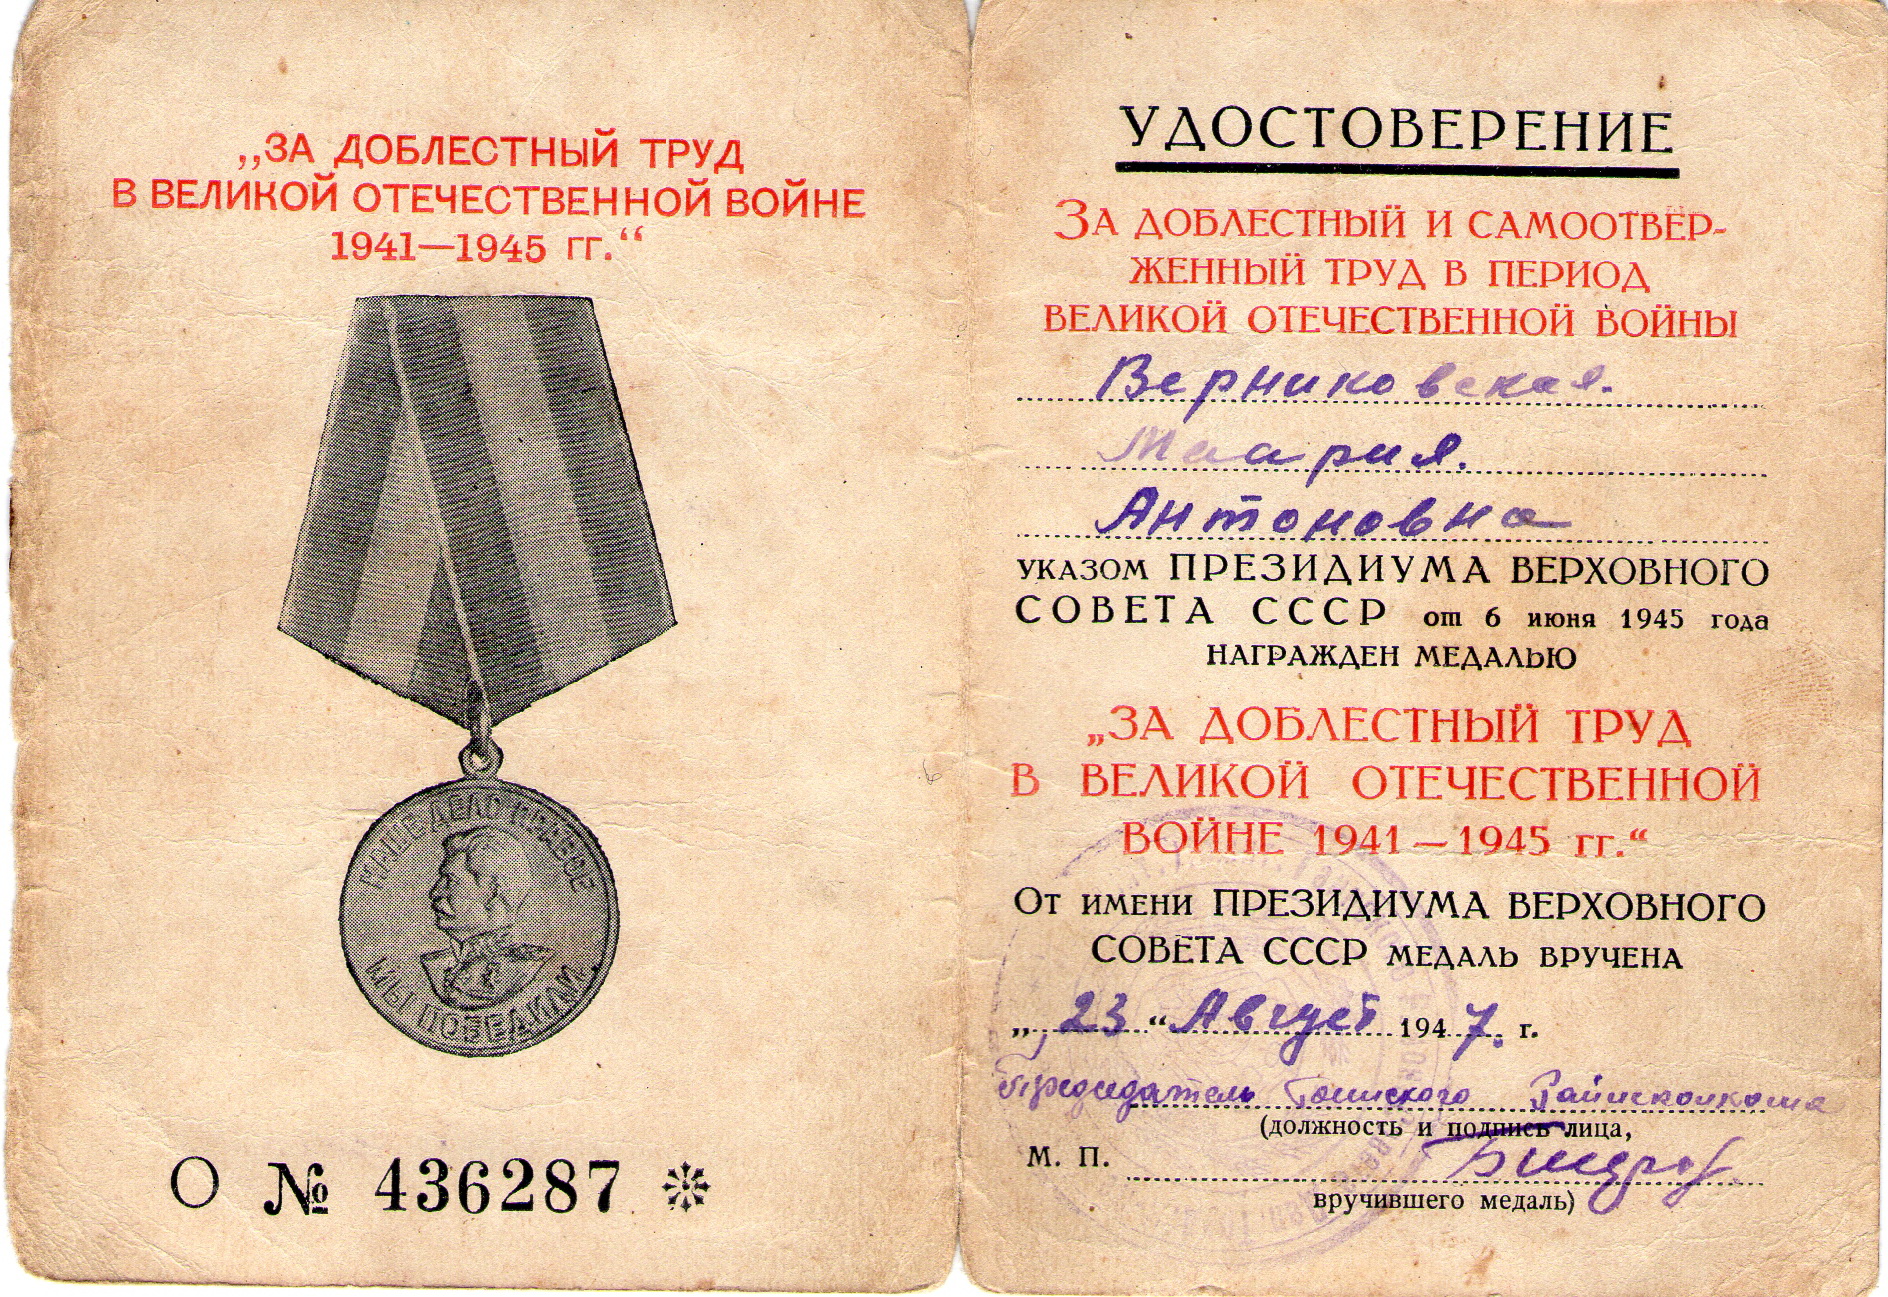 „ЗА ДОБЛЕСТНЫЙ ТРУД
В ВЕЛИКОЙ ОТЕЧЕСТВЕННОЙ ВОЙНЕ
1941—1945 гг.“
НАШЕ ДЕЛО ПРАВОЕ
МЫ ПОБЕДИЛИ
О № 436287
УДОСТОВЕРЕНИЕ
ЗА ДОБЛЕСТНЫЙ И САМООТВЕР-
ЖЕННЫЙ ТРУД В ПЕРИОД
ВЕЛИКОЙ ОТЕЧЕСТВЕННОЙ ВОЙНЫ
Верниковская.
Маария.
Антоновна
УКАЗОМ ПРЕЗИДИУМА ВЕРХОВНОГО
СОВЕТА СССР от 6 июня 1945 года
НАГРАЖДЕН МЕДАЛЬЮ
„ЗА ДОБЛЕСТНЫЙ ТРУД
В ВЕЛИКОЙ ОТЕЧЕСТВЕННОЙ
ВОЙНЕ 1941—1945 гг.“
ОТ ИМЕНИ ПРЕЗИДИУМА ВЕРХОВНОГО
СОВЕТА СССР МЕДАЛЬ ВРУЧЕНА
„23“ Август 1947. г.
Председатель Райисполкома
(должность и подпись лица,
М. П.
вручившего медаль)